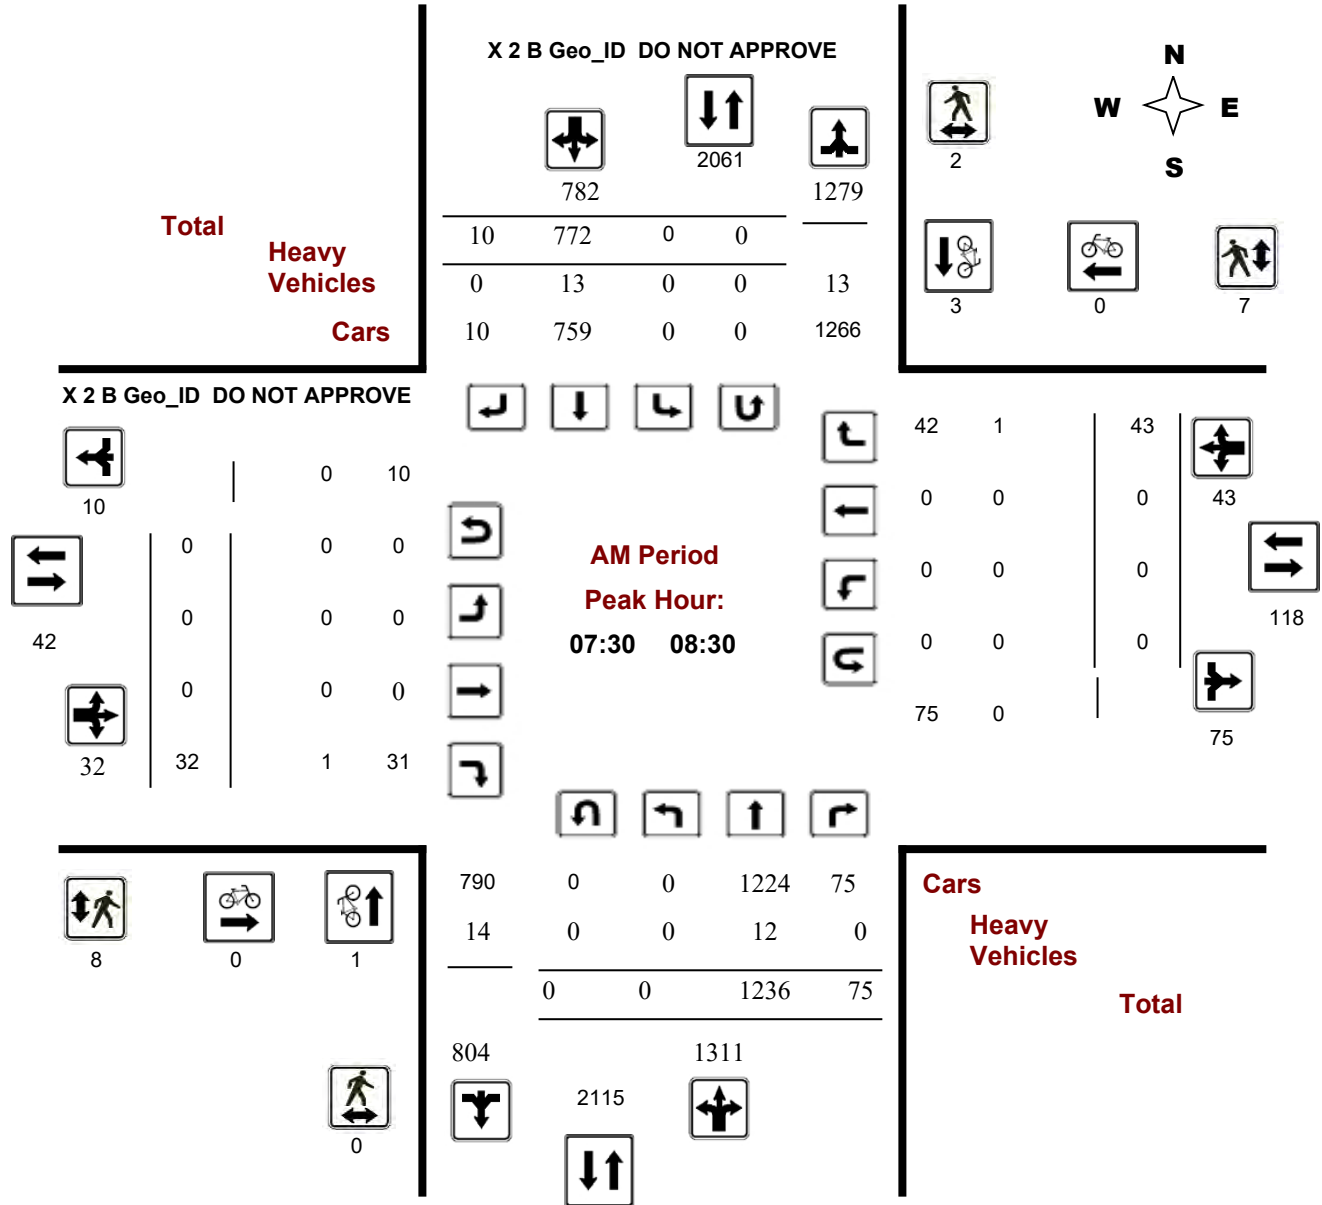 X 2 B Geo_ID DO NOT APPROVE
N
W E
S
2061
2
782 1279
Total
10 772 0 0
Heavy
Vehicles
0 13 0 0 13
3 0 7
Cars
10 759 0 0 1266
X 2 B Geo_ID DO NOT APPROVE
42 1 43
0 10
10
0 0 0
43
0 0 0
AM Period
0 0 0
Peak Hour:
0 0 0
118
42
07:30 08:30
0 0 0
0 0 0
75 0
75
32
32 1 31
790 0 0 1224 75
Cars
14 0 0 12 0
Heavy
Vehicles
8 0 1
0 0 1236 75
Total
804 1311
2115
0